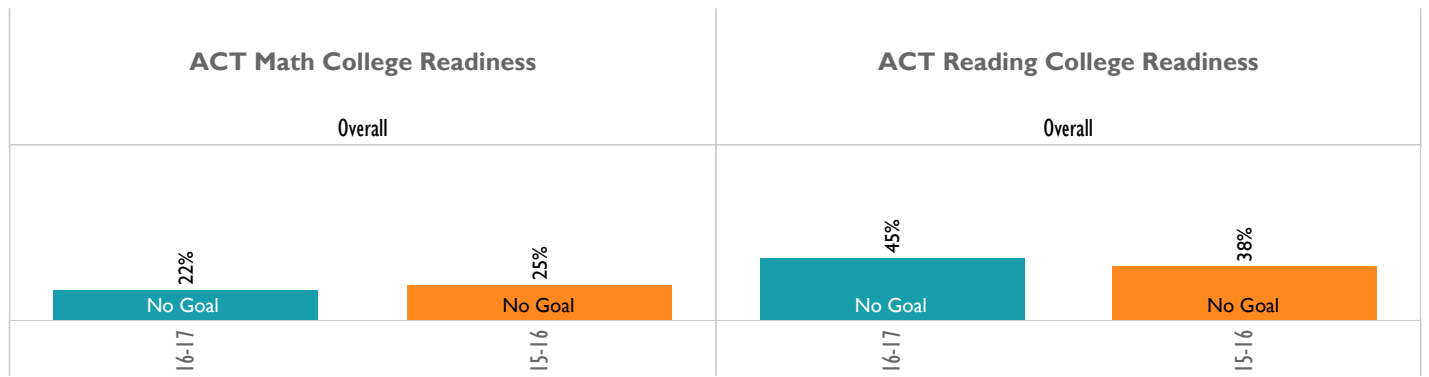 ACT Math College Readiness
Overall
22%
No Goal
16-17
25%
No Goal
15-16
ACT Reading College Readiness
Overall
45%
No Goal
16-17
38%
No Goal
15-16